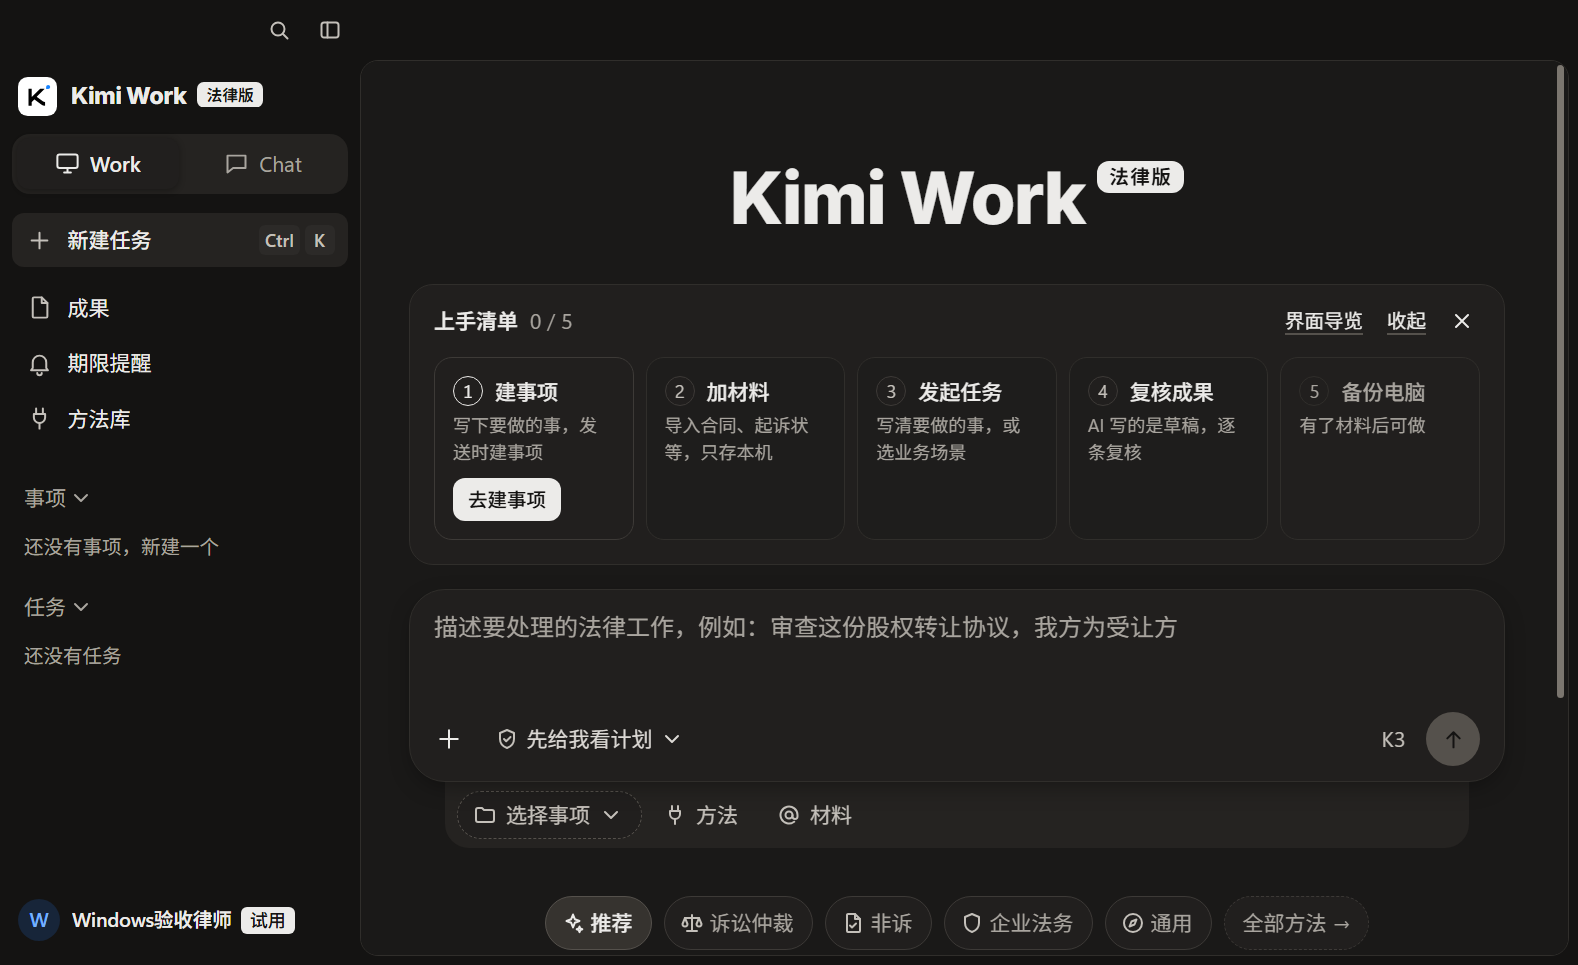 Kimi Work 法律版
Work Chat
新建任务 Ctrl K
成果
期限提醒
方法库
事项
还没有事项，新建一个
任务
还没有任务
W Windows验收律师 试用
Kimi Work 法律版
上手清单 0 / 5 界面导览 收起
1 建事项
写下要做的事，发
送时建事项
去建事项
2 加材料
导入合同、起诉状
等，只存本机
3 发起任务
写清要做的事，或
选业务场景
4 复核成果
AI 写的是草稿，逐
条复核
5 备份电脑
有了材料后可做
描述要处理的法律工作，例如：审查这份股权转让协议，我方为受让方
先给我看计划 K3
选择事项 方法 材料
推荐 诉讼仲裁 非诉 企业法务 通用 全部方法 →